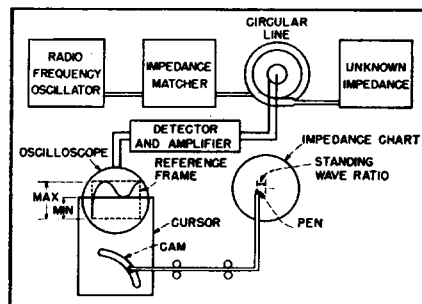 CIRCULAR
LINE
RADIO
FREQUENCY
OSCILLATOR
IMPEDANCE
MATCHER
UNKNOWN
IMPEDANCE
DETECTOR
AND AMPLIFIER
OSCILLOSCOPE
REFERENCE
FRAME
IMPEDANCE CHART
STANDING
WAVE RATIO
MAX
MIN
PEN
CURSOR
CAM